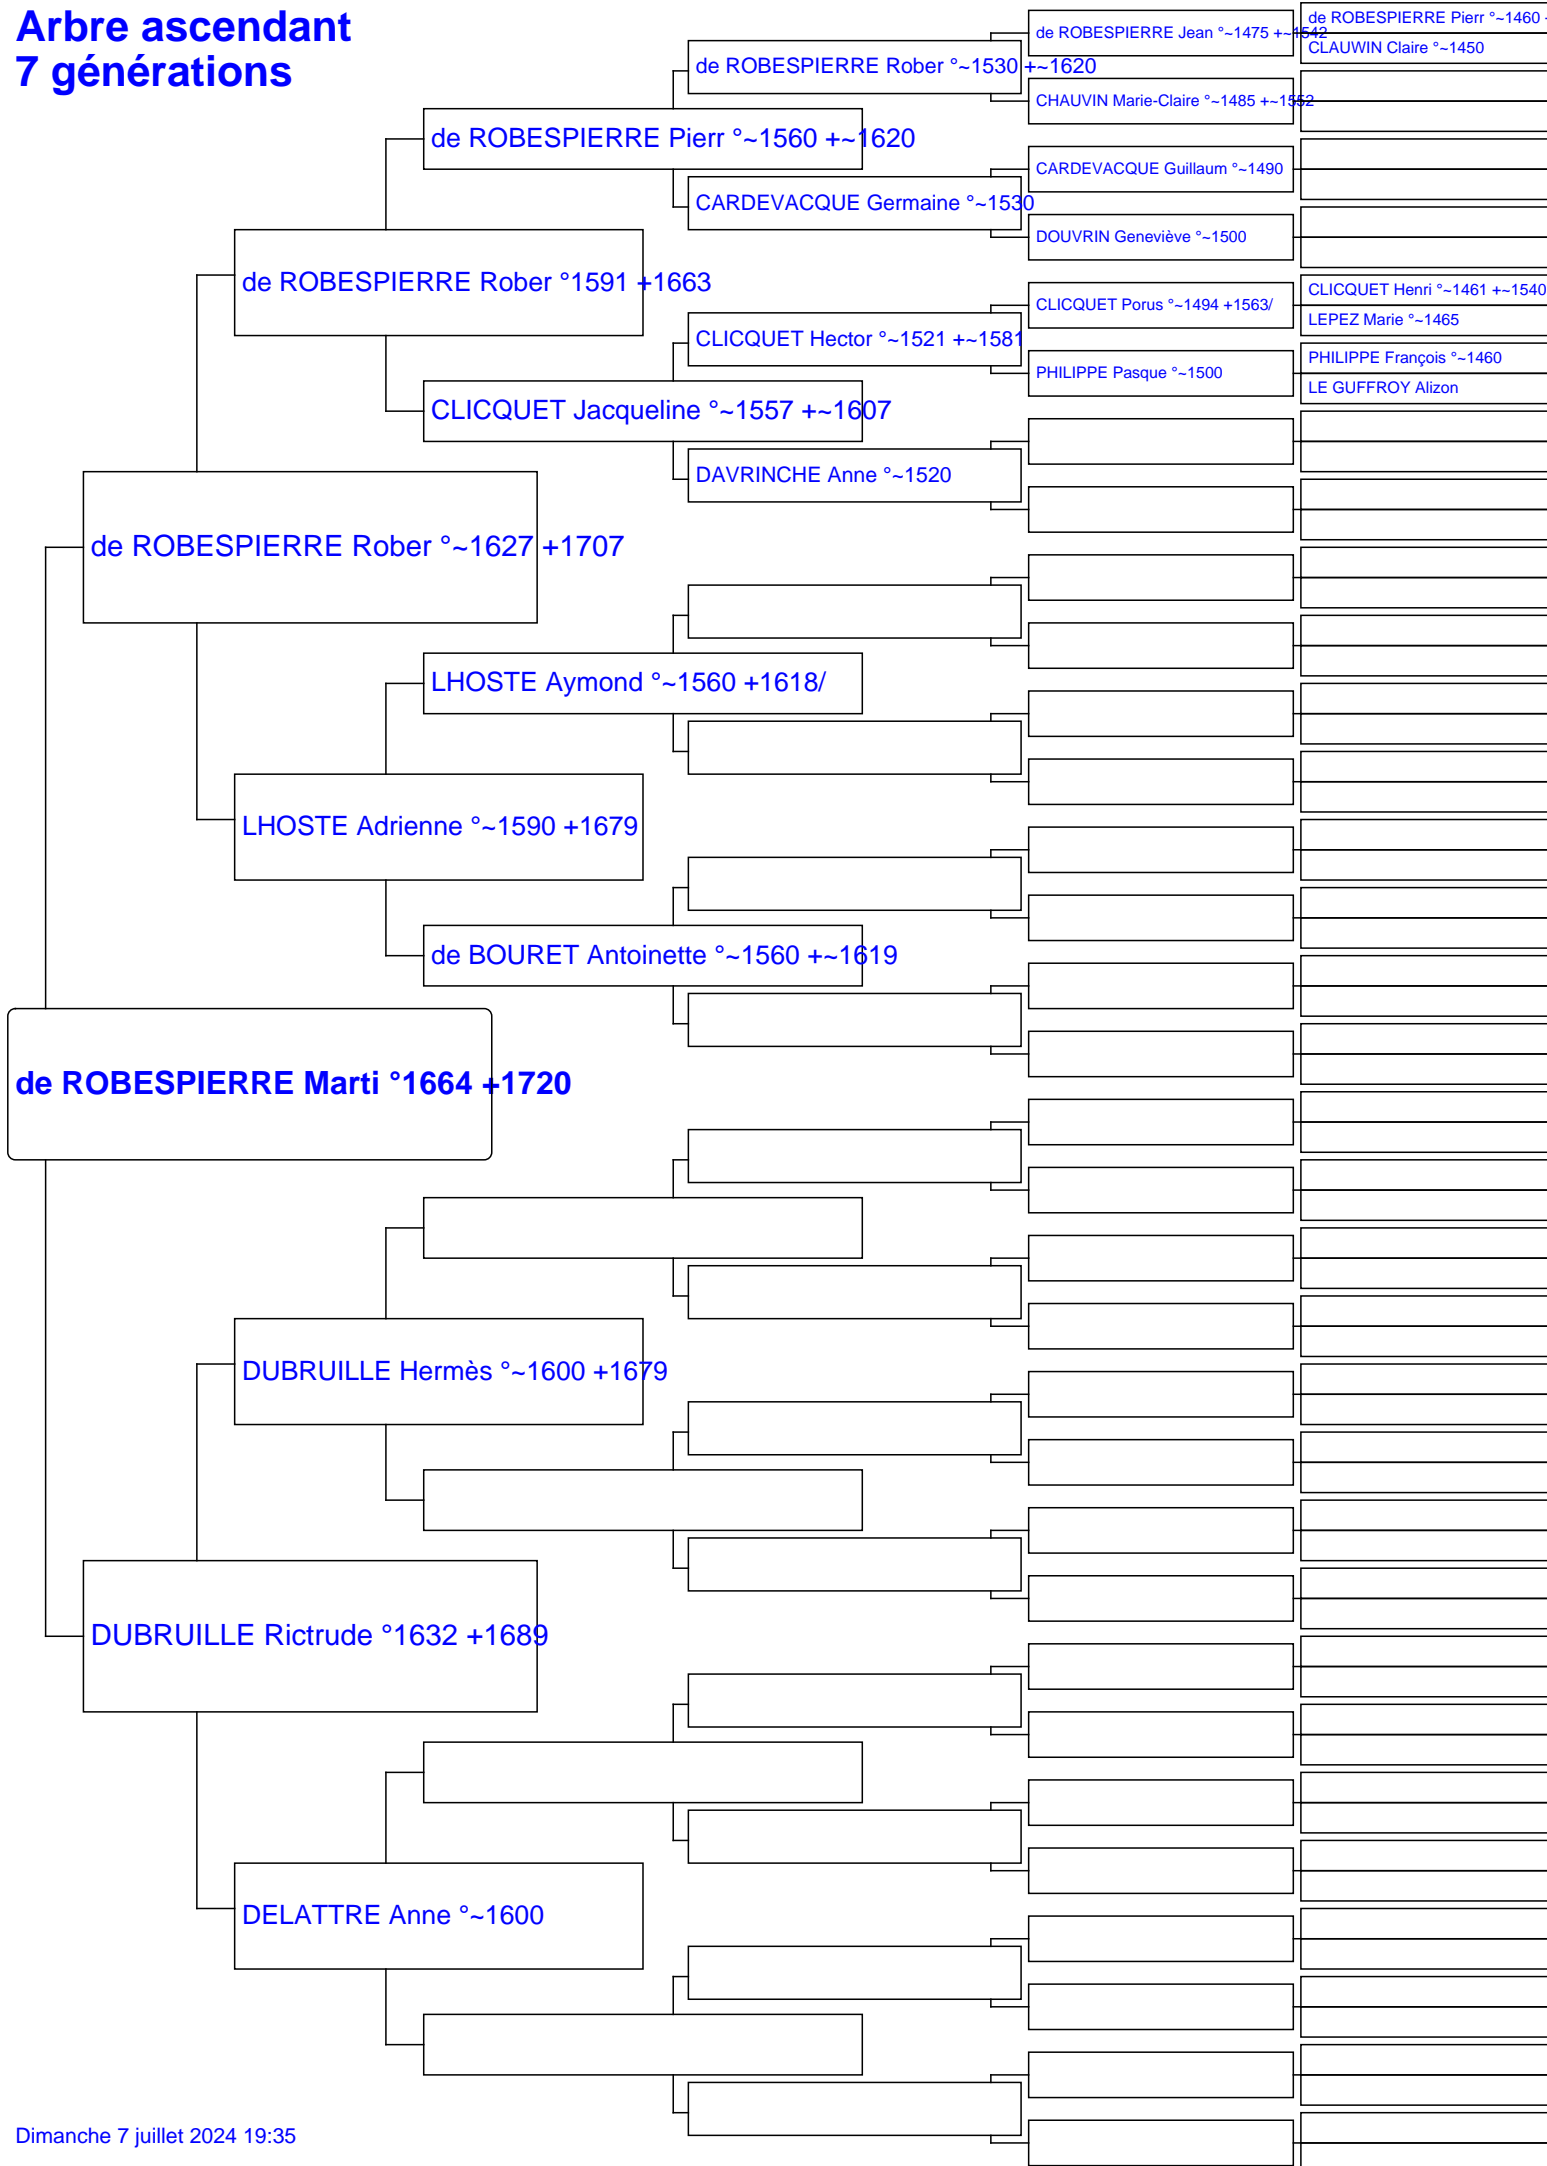 Arbre ascendant
7 générations
de ROBESPIERRE Jean °~1475 +~1542
de ROBESPIERRE Pierr °~1460 -
CLAUWIN Claire °~1450
de ROBESPIERRE Rober °~1530 +~1620
CHAUVIN Marie-Claire °~1485 +~1552
de ROBESPIERRE Pierr °~1560 +~1620
CARDEVACQUE Guillaum °~1490
CARDEVACQUE Germaine °~1530
DOUVRIN Geneviève °~1500
de ROBESPIERRE Rober °1591 +1663
CLICQUET Porus °~1494 +1563/
CLICQUET Henri °~1461 +~1540
LEPEZ Marie °~1465
CLICQUET Hector °~1521 +~1581
PHILIPPE Pasque °~1500
PHILIPPE François °~1460
LE GUFFROY Alizon
CLICQUET Jacqueline °~1557 +~1607
DAVRINCHE Anne °~1520
de ROBESPIERRE Rober °~1627 +1707
LHOSTE Aymond °~1560 +1618/
LHOSTE Adrienne °~1590 +1679
de BOURET Antoinette °~1560 +~1619
de ROBESPIERRE Marti °1664 +1720
DUBRUILLE Hermès °~1600 +1679
DUBRUILLE Rictrude °1632 +1689
DELATTRE Anne °~1600
Dimanche 7 juillet 2024 19:35